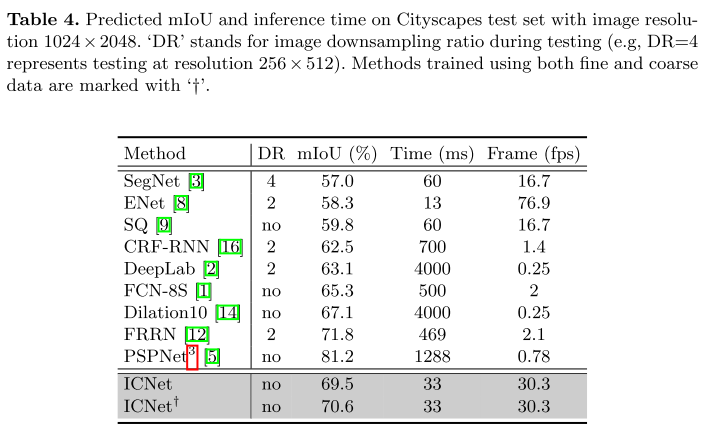 Table 4. Predicted mIoU and inference time on Cityscapes test set with image resolu-
tion 1024 × 2048. ‘DR’ stands for image downsampling ratio during testing (e.g, DR=4
represents testing at resolution 256 × 512). Methods trained using both fine and coarse
data are marked with ‘†’.
Method DR mIoU (%) Time (ms) Frame (fps)
SegNet [3] 4 57.0 60 16.7
ENet [8] 2 58.3 13 76.9
SQ [9] no 59.8 60 16.7
CRF-RNN [16] 2 62.5 700 1.4
DeepLab [2] 2 63.1 4000 0.25
FCN-8S [1] no 65.3 500 2
Dilation10 [14] no 67.1 4000 0.25
FRRN [12] 2 71.8 469 2.1
PSPNet³ [5] no 81.2 1288 0.78
ICNet no 69.5 33 30.3
ICNet† no 70.6 33 30.3